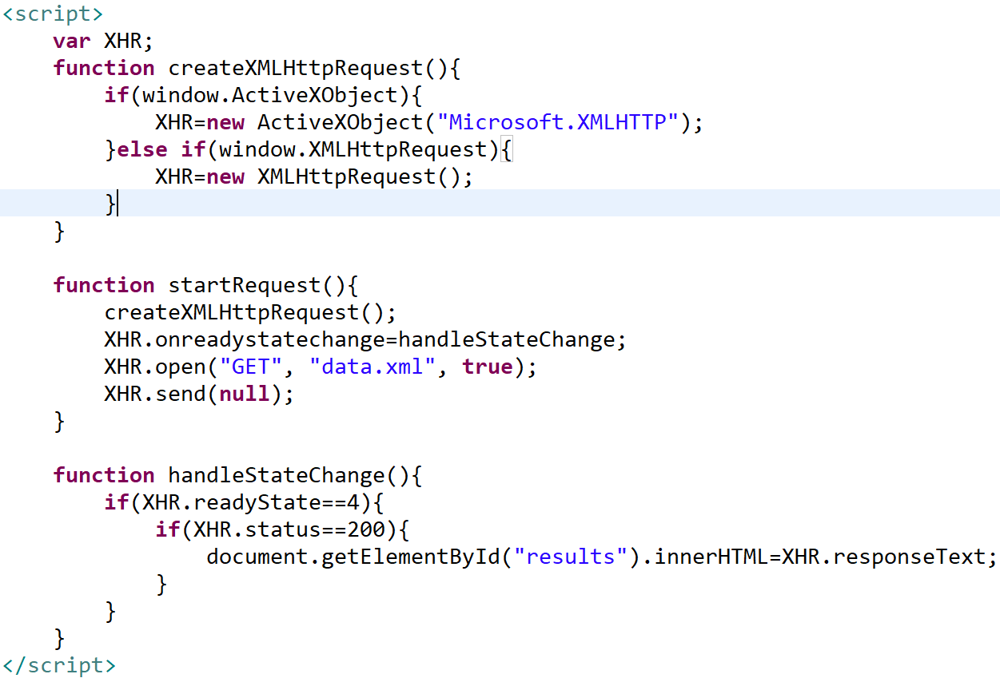 <script>
    var XHR;
    function createXMLHttpRequest(){
        if(window.ActiveXObject){
            XHR=new ActiveXObject("Microsoft.XMLHTTP");
        }else if(window.XMLHttpRequest){
            XHR=new XMLHttpRequest();
        }
    }

    function startRequest(){
        createXMLHttpRequest();
        XHR.onreadystatechange=handleStateChange;
        XHR.open("GET", "data.xml", true);
        XHR.send(null);
    }

    function handleStateChange(){
        if(XHR.readyState==4){
            if(XHR.status==200){
                document.getElementById("results").innerHTML=XHR.responseText;
            }
        }
    }
</script>